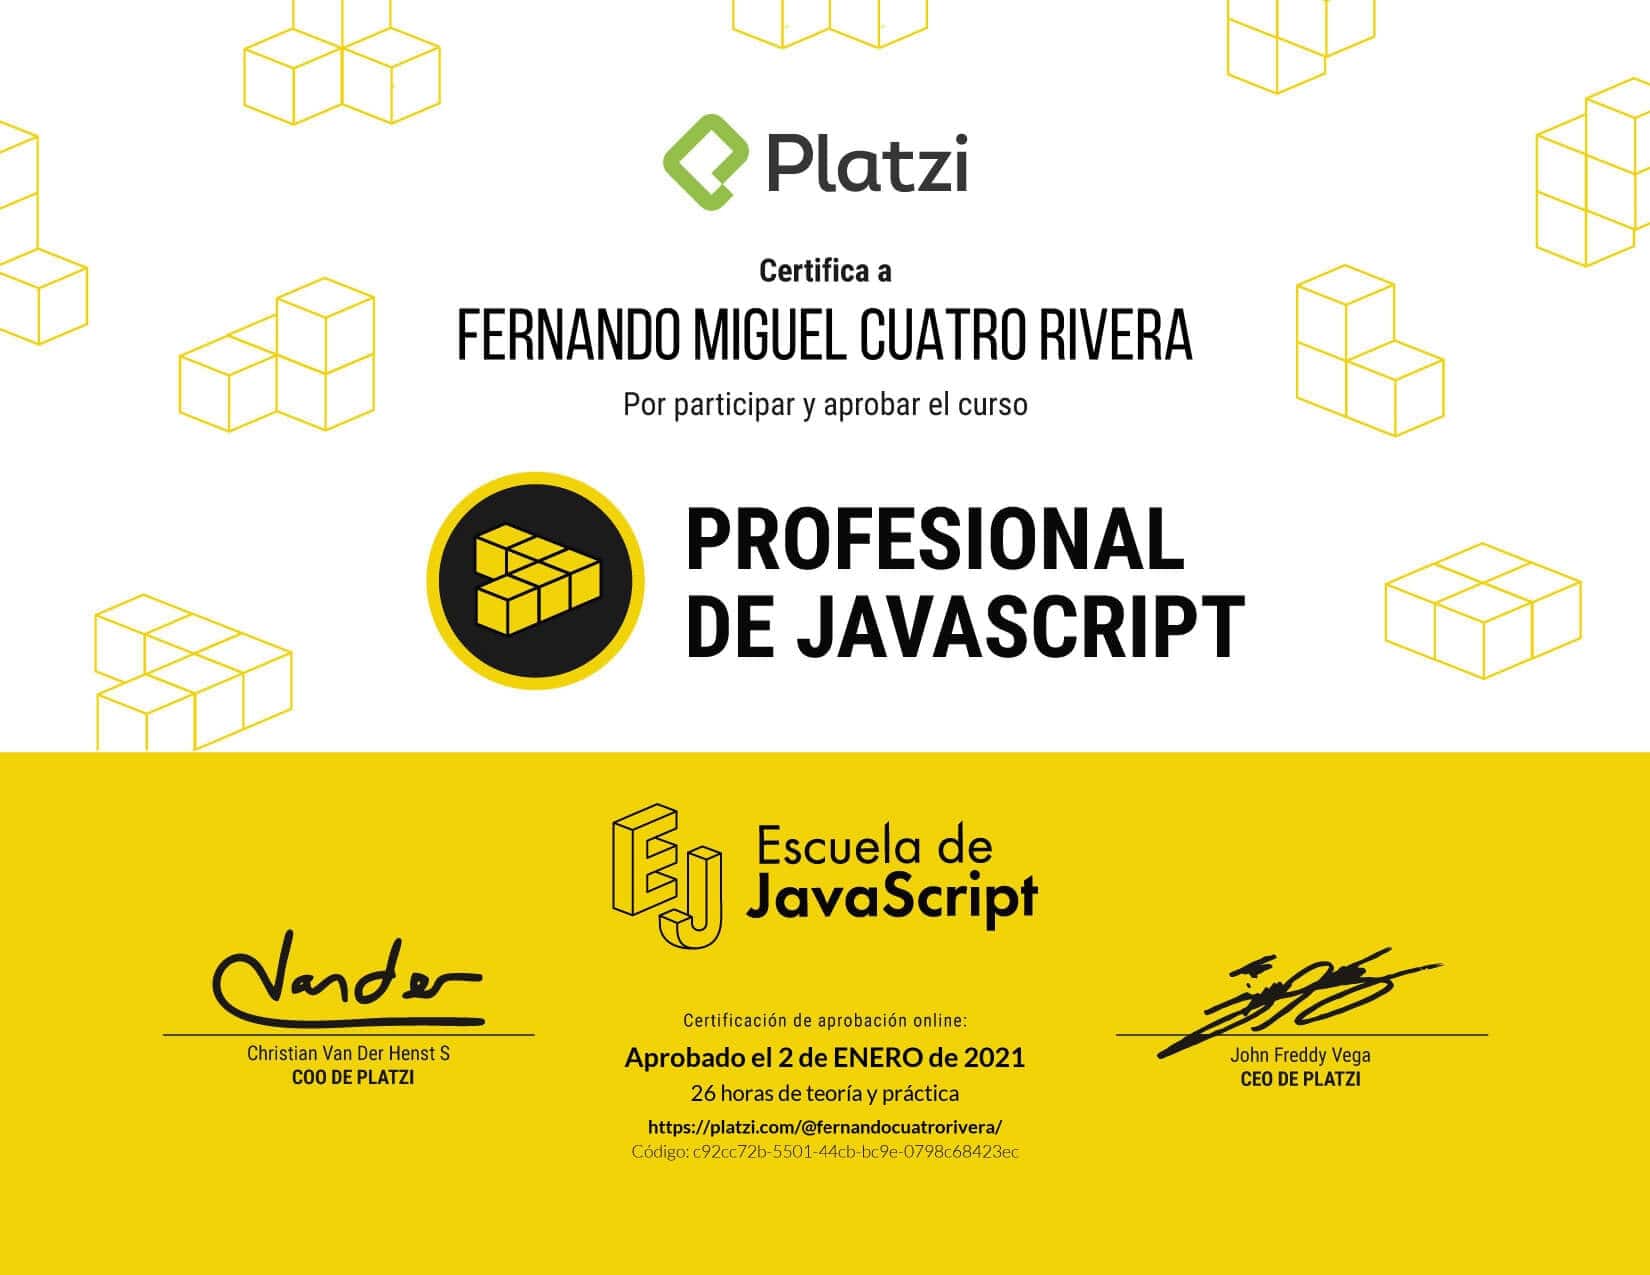 Platzi
Certifica a
FERNANDO MIGUEL CUATRO RIVERA
Por participar y aprobar el curso
PROFESIONAL
DE JAVASCRIPT
EJ
Escuela de
JavaScript
Vander
Christian Van Der Henst S
COO DE PLATZI
Certificación de aprobación online:
Aprobado el 2 de ENERO de 2021
26 horas de teoría y práctica
https://platzi.com/@fernandocuatrorivera/
Código: c92cc72b-5501-44cb-bc9e-0798c68423ec
John Freddy Vega
CEO DE PLATZI